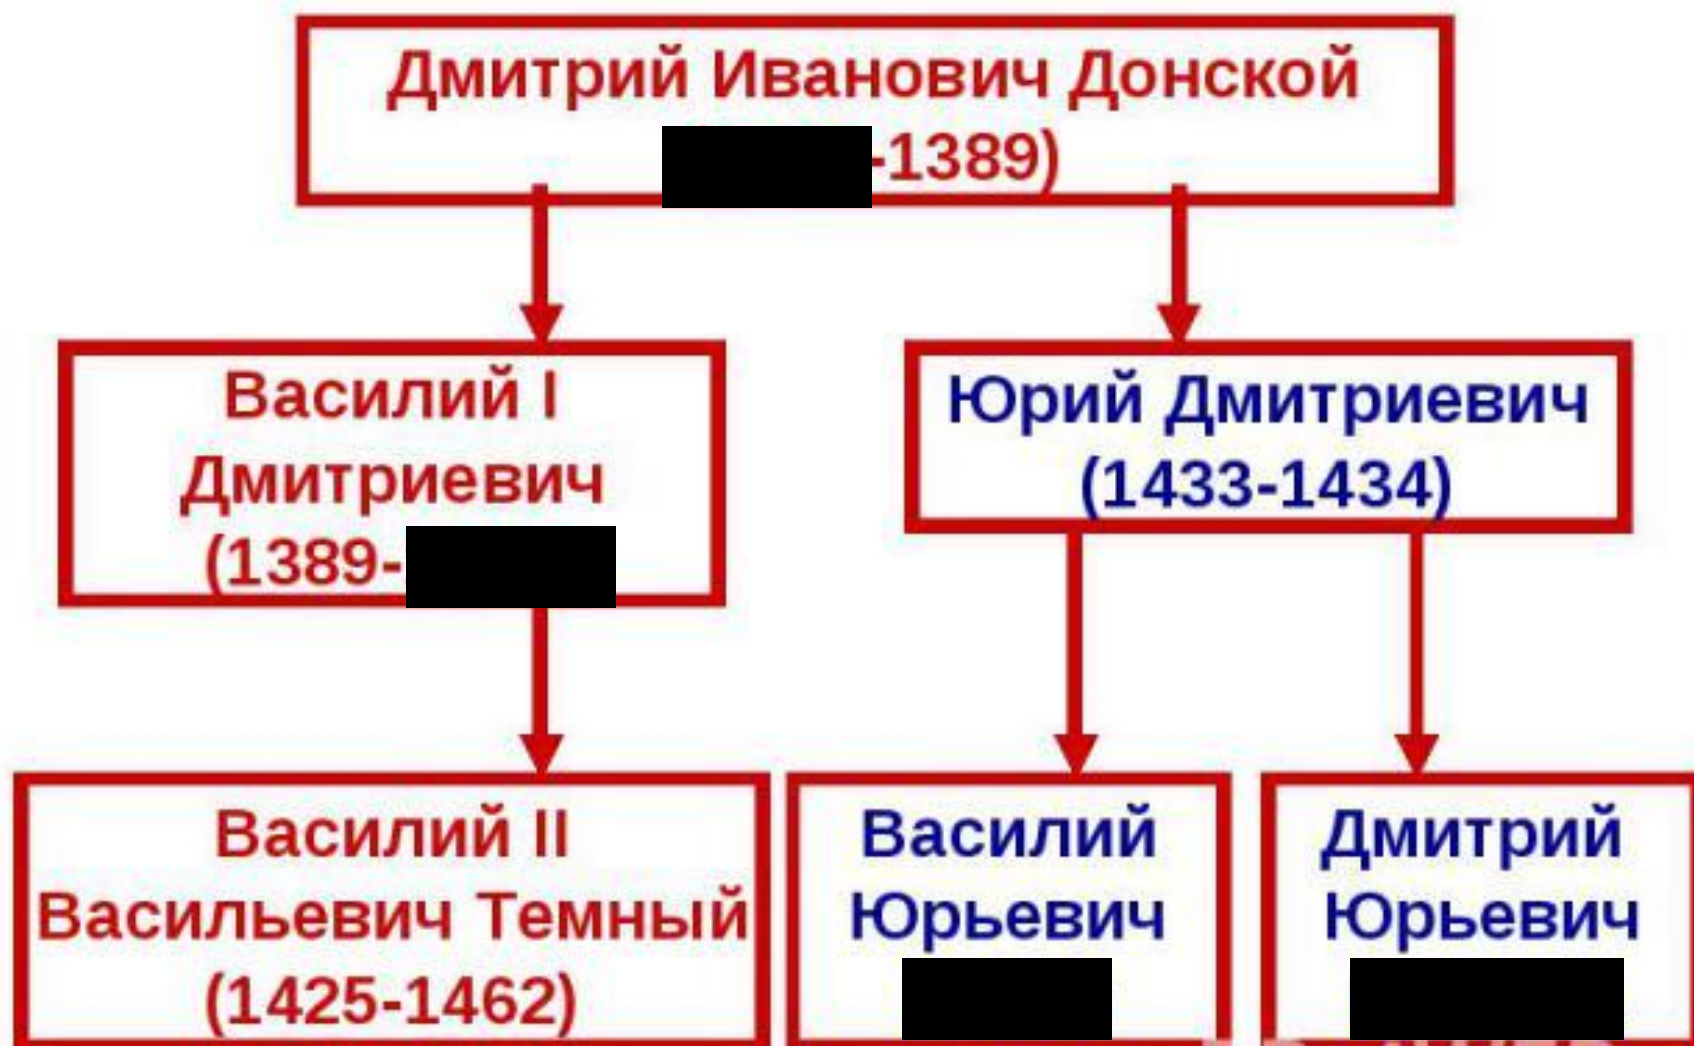 Дмитрий Иванович Донской
-1389)
Василий I
Дмитриевич
(1389-
Юрий Дмитриевич
(1433-1434)
Василий II
Васильевич Темный
(1425-1462)
Василий
Юрьевич
Дмитрий
Юрьевич